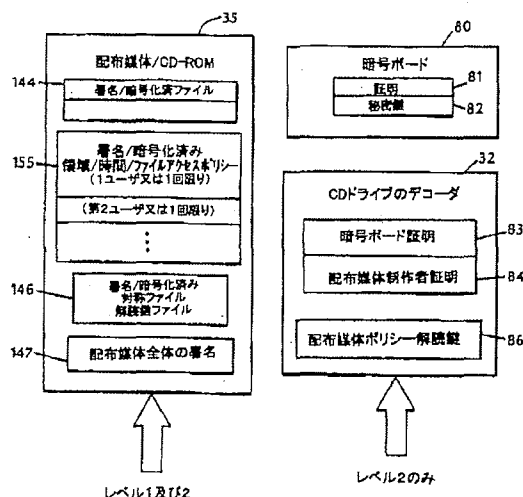 35
配布媒体/CD-ROM
144
署名/暗号化済ファイル
155
署名/暗号化済み
領域/時間/ファイルアクセスポリシー
(1ユーザ又は1回限り)
(第2ユーザ又は1回限り)
146
署名/暗号化済み
対称ファイル
解読鍵ファイル
147
配布媒体全体の署名
レベル1及び2
80
暗号ボード
81
証明
82
秘密鍵
32
CDドライブのデコーダ
83
暗号ボード証明
84
配布媒体制作者証明
86
配布媒体ポリシー解読鍵
レベル2のみ